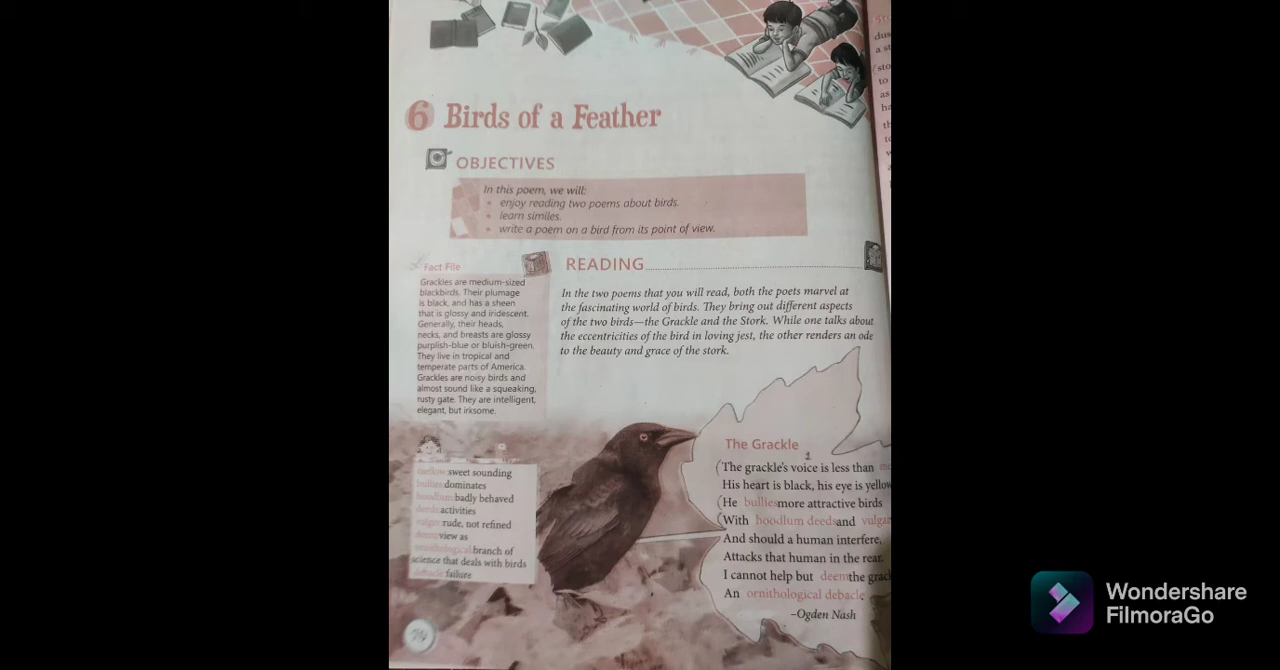 6 Birds of a Feather
OBJECTIVES
In this poem, we will:
• enjoy reading two poems about birds.
• learn similes.
• write a poem on a bird from its point of view.
Fact File
Grackles are medium-sized
blackbirds. Their plumage
is black, and has a sheen
that is glossy and iridescent.
Generally, their heads,
necks, and breasts are glossy
purplish-blue or bluish-green.
They live in tropical and
temperate parts of America.
Grackles are noisy birds and
almost sound like a squeaking,
rusty gate. They are intelligent,
elegant, but irksome.
READING
In the two poems that you will read, both the poets marvel at
the fascinating world of birds. They bring out different aspects
of the two birds—the Grackle and the Stork. While one talks about
the eccentricities of the bird in loving jest, the other renders an ode
to the beauty and grace of the stork.
mellow sweet sounding
bullies dominates
hoodlum badly behaved
deeds activities
vulgar rude, not refined
deem view as
ornithological branch of
science that deals with birds
debacle failure
The Grackle
The grackle's voice is less than
His heart is black, his eye is yellow
He bullies more attractive birds
With hoodlum deeds and vulgar
And should a human interfere,
Attacks that human in the rear.
I cannot help but deem the grac
An ornithological debacle
–Ogden Nash
Wondershare
FilmoraGo